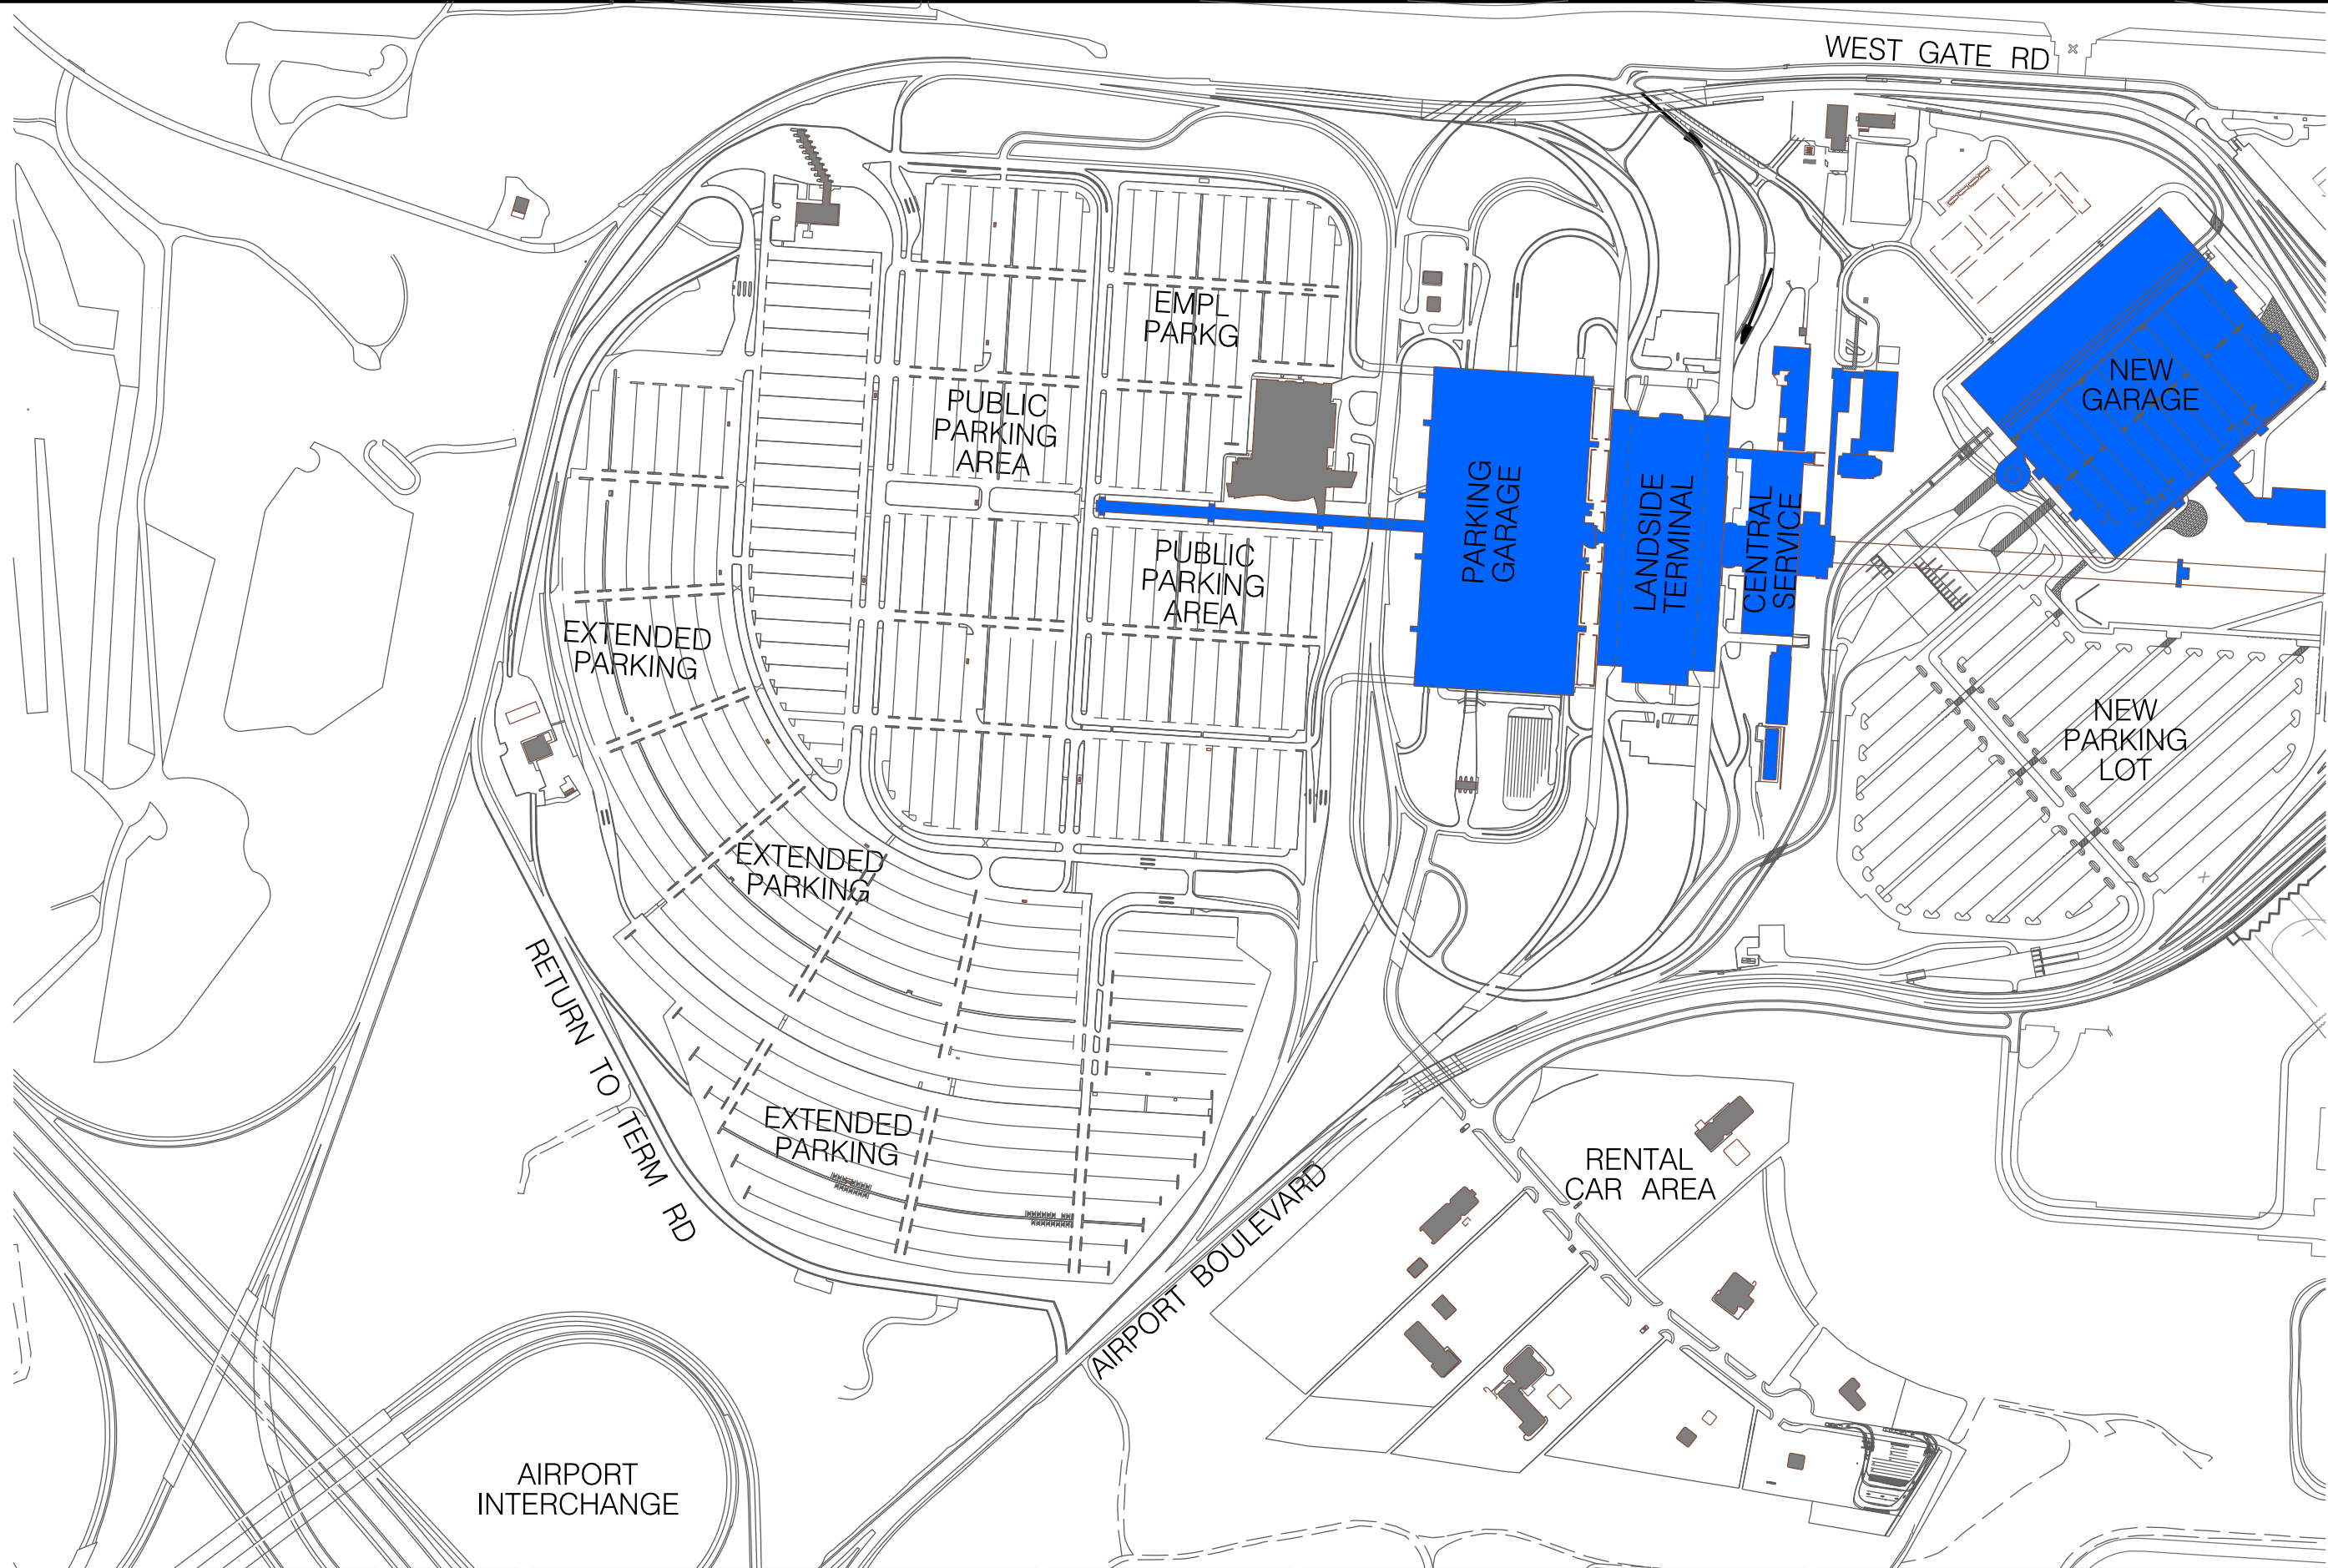 WEST GATE RD
EMPL
PARKG
NEW
GARAGE
PUBLIC
PARKING
AREA
PARKING
GARAGE
LANDSIDE
TERMINAL
CENTRAL
SERVICE
PUBLIC
PARKING
AREA
EXTENDED
PARKING
NEW
PARKING
LOT
EXTENDED
PARKING
RETURN TO TERM RD
EXTENDED
PARKING
RENTAL
CAR AREA
AIRPORT BOULEVARD
AIRPORT
INTERCHANGE